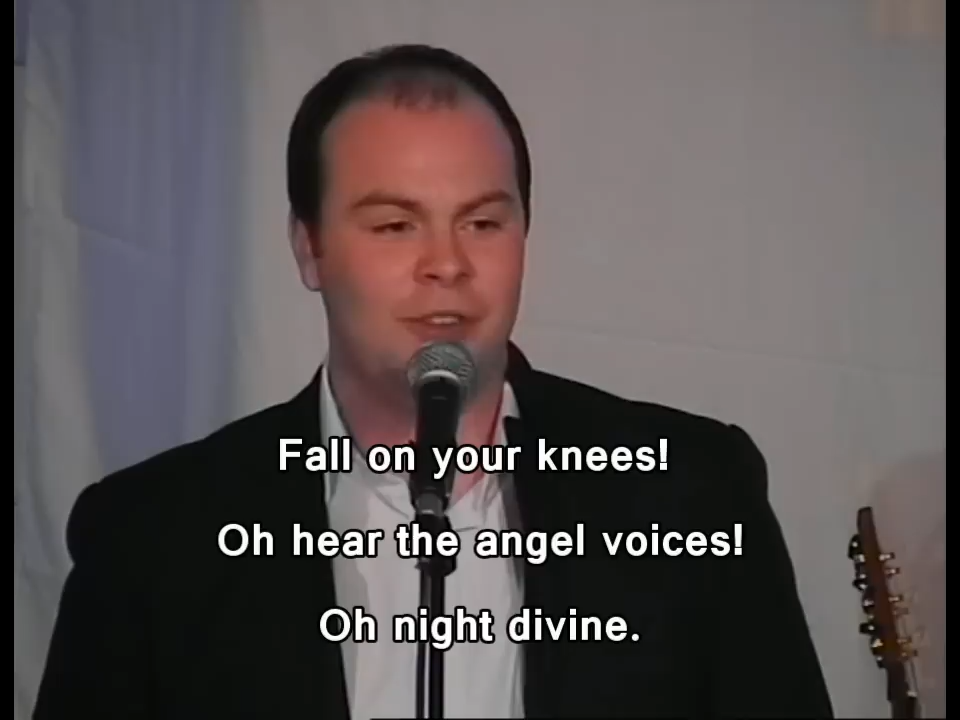 Fall on your knees!
Oh hear the angel voices!
Oh night divine.